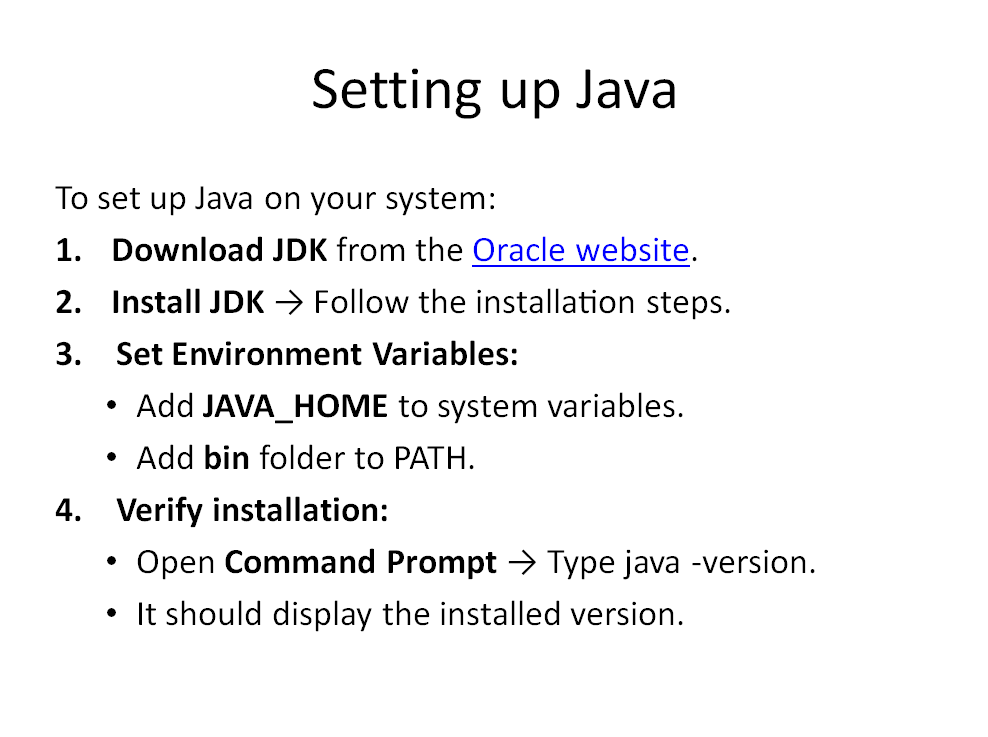 Setting up Java
To set up Java on your system:
1. Download JDK from the Oracle website.
2. Install JDK → Follow the installation steps.
3. Set Environment Variables:
• Add JAVA_HOME to system variables.
• Add bin folder to PATH.
4. Verify installation:
• Open Command Prompt → Type java -version.
• It should display the installed version.